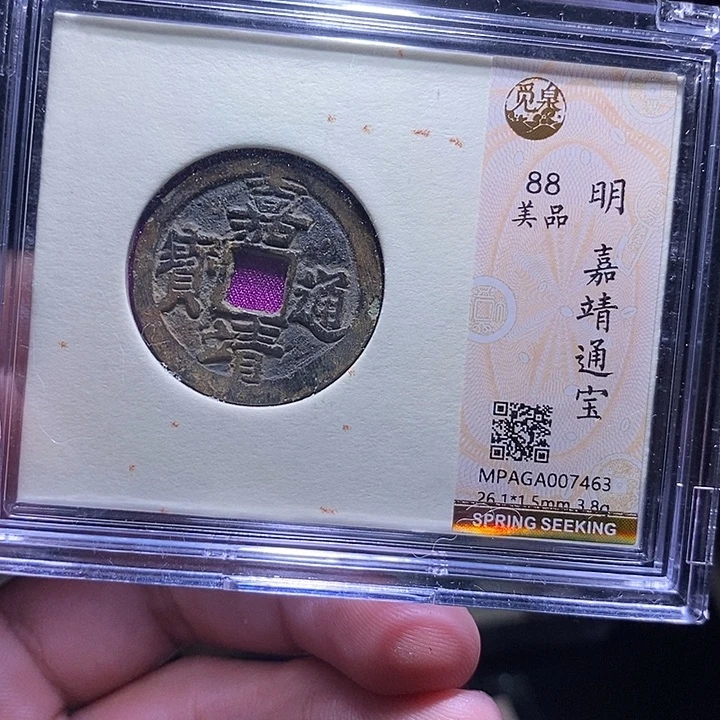 嘉靖通寳
觅泉
88
美品
明 嘉靖通宝
MPAGA007463
26.1*1.5mm 3.8g
SPRING SEEKING